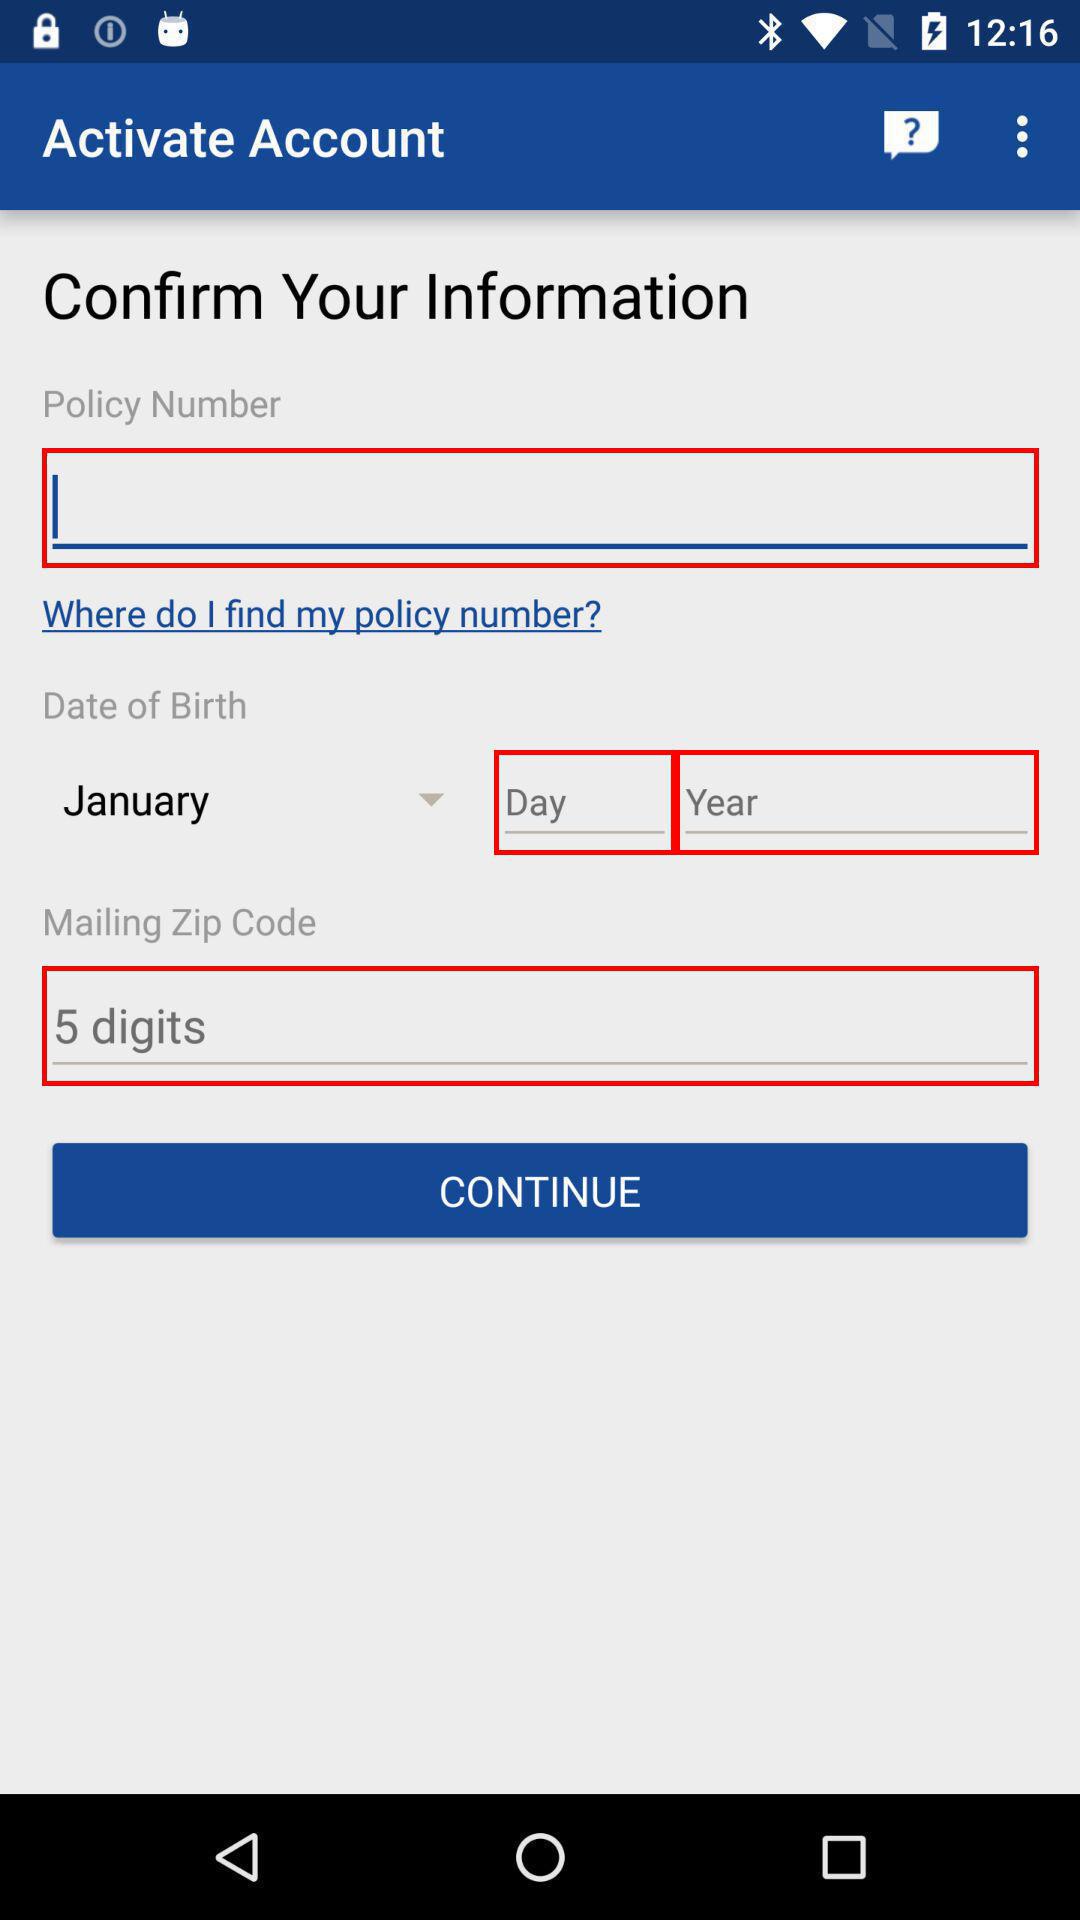 12:16
Activate Account
?
Confirm Your Information
Policy Number
Where do I find my policy number?
Date of Birth
January Day Year
Mailing Zip Code
5 digits
CONTINUE